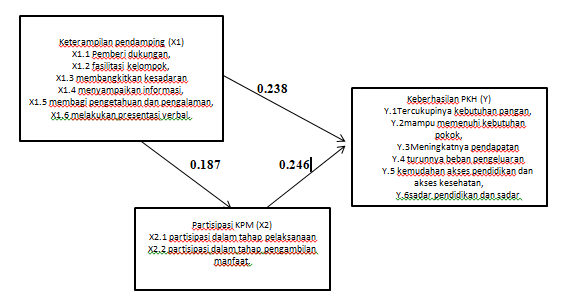 Keterampilan pendamping (X1)
X1.1 Pemberi dukungan,
X1.2 fasilitasi kelompok,
X1.3 membangkitkan kesadaran
X1.4 menyampaikan informasi,
X1.5 membagi pengetahuan dan pengalaman,
X1.6 melakukan presentasi verbal.
0.238
Keberhasilan PKH (Y)
Y.1Tercukupinya kebutuhan pangan,
Y.2mampu memenuhi kebutuhan
pokok,
Y.3Meningkatnya pendapatan
Y.4 turunnya beban pengeluaran
Y.5 kemudahan akses pendidikan dan
akses kesehatan,
Y.6sadar pendidikan dan sadar
0.187
0.246
Partisipasi KPM (X2)
X2.1 partisipasi dalam tahap pelaksanaan
X2.2 partisipasi dalam tahap pengambilan
manfaat.